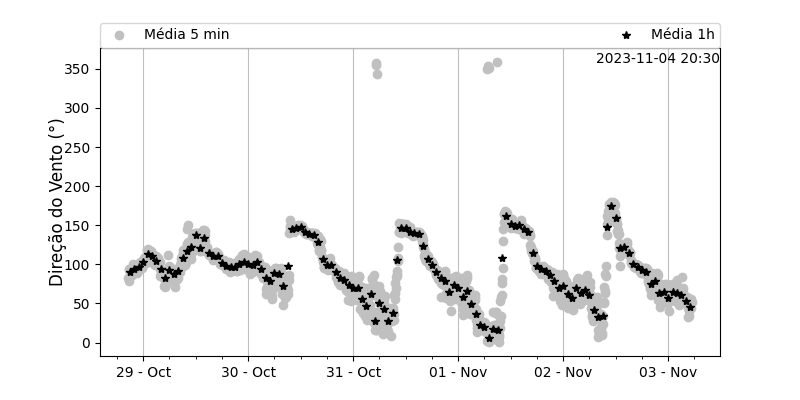 Média 5 min
Média 1h
2023-11-04 20:30
Direção do Vento (°)
350
300
250
200
150
100
50
0
29 - Oct
30 - Oct
31 - Oct
01 - Nov
02 - Nov
03 - Nov